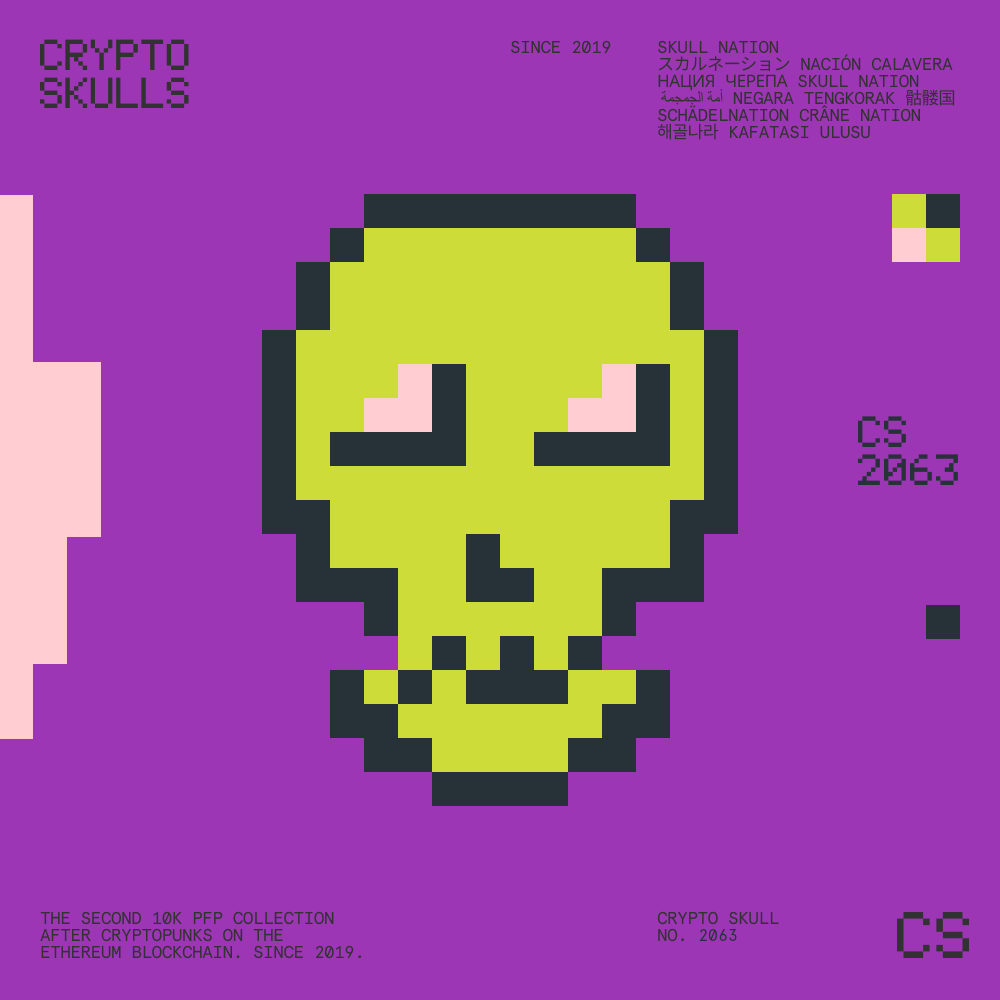 CRYPTO
SKULLS
SINCE 2019
SKULL NATION
スカルネーション NACIÓN CALAVERA
НАЦИЯ ЧЕРЕПА SKULL NATION
أمة الجمجمة NEGARA TENGKORAK 骷髅国
SCHÄDELNATION CRÂNE NATION
해골나라 KAFATASI ULUSU
CS
2063
THE SECOND 10K PFP COLLECTION
AFTER CRYPTOPUNKS ON THE
ETHEREUM BLOCKCHAIN. SINCE 2019.
CRYPTO SKULL
NO. 2063
CS